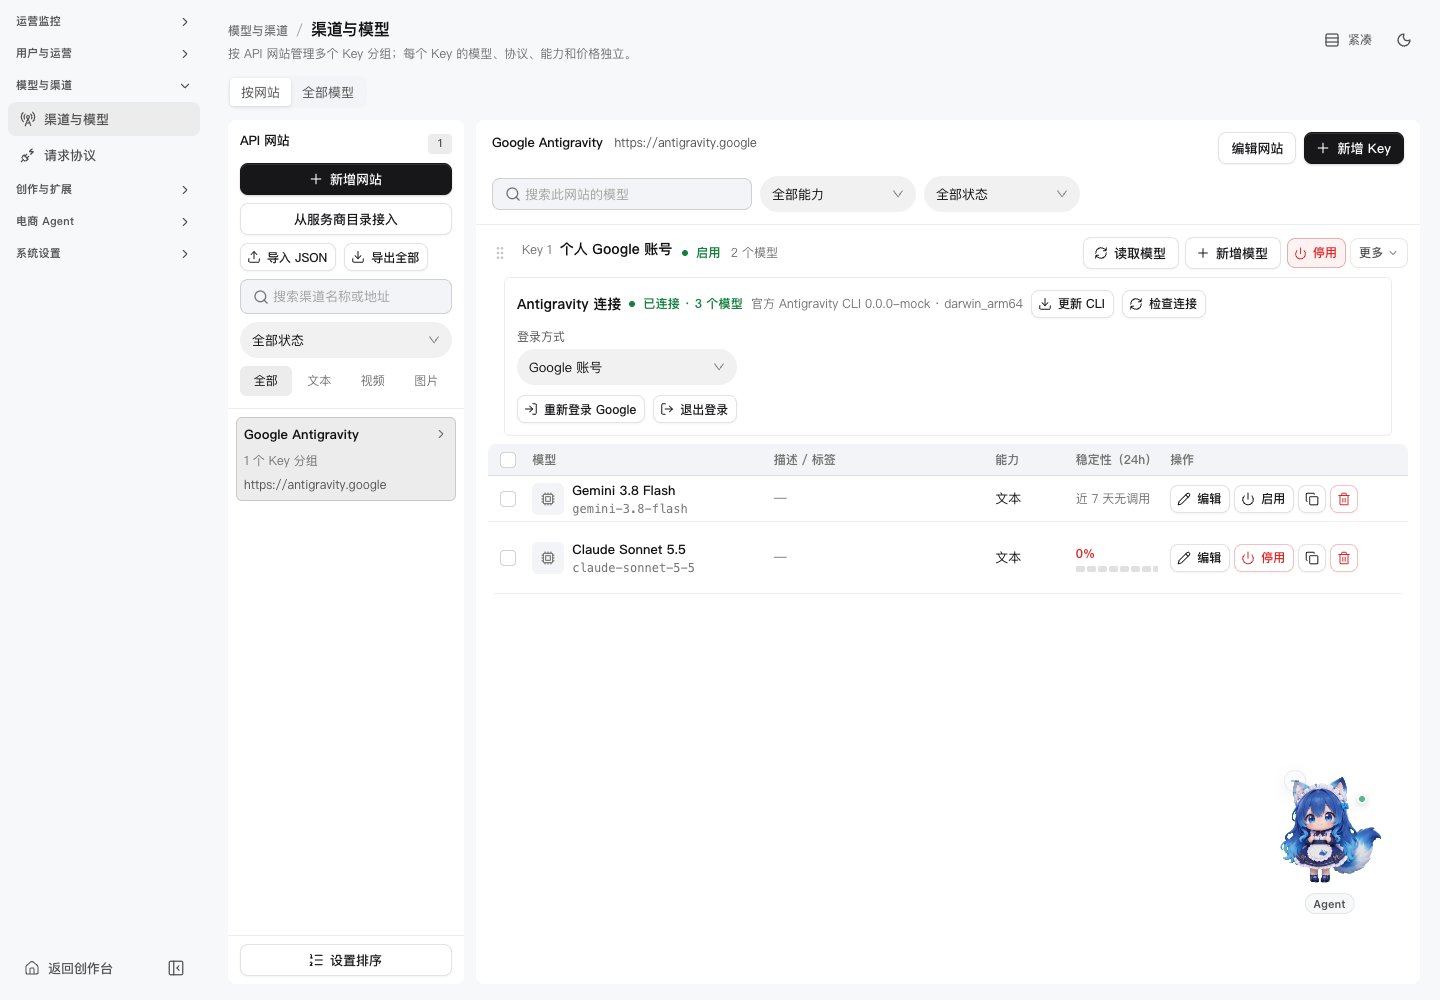 运营监控
用户与运营
模型与渠道
渠道与模型
请求协议
创作与扩展
电商 Agent
系统设置
返回创作台
模型与渠道 / 渠道与模型
按 API 网站管理多个 Key 分组；每个 Key 的模型、协议、能力和价格独立。
紧凑
按网站 全部模型
API 网站 1
新增网站
从服务商目录接入
导入 JSON 导出全部
搜索渠道名称或地址
全部状态
全部 文本 视频 图片
Google Antigravity
1 个 Key 分组
https://antigravity.google
设置排序
Google Antigravity https://antigravity.google 编辑网站 新增 Key
搜索此网站的模型 全部能力 全部状态
Key 1 个人 Google 账号 启用 2 个模型 读取模型 新增模型 停用 更多
Antigravity 连接 已连接 · 3 个模型 官方 Antigravity CLI 0.0.0-mock · darwin_arm64 更新 CLI 检查连接
登录方式
Google 账号
重新登录 Google 退出登录
模型 描述 / 标签 能力 稳定性（24h） 操作
Gemini 3.8 Flash
gemini-3.8-flash
— 文本 近 7 天无调用 编辑 启用
Claude Sonnet 5.5
claude-sonnet-5-5
— 文本 0% 编辑 停用
Agent